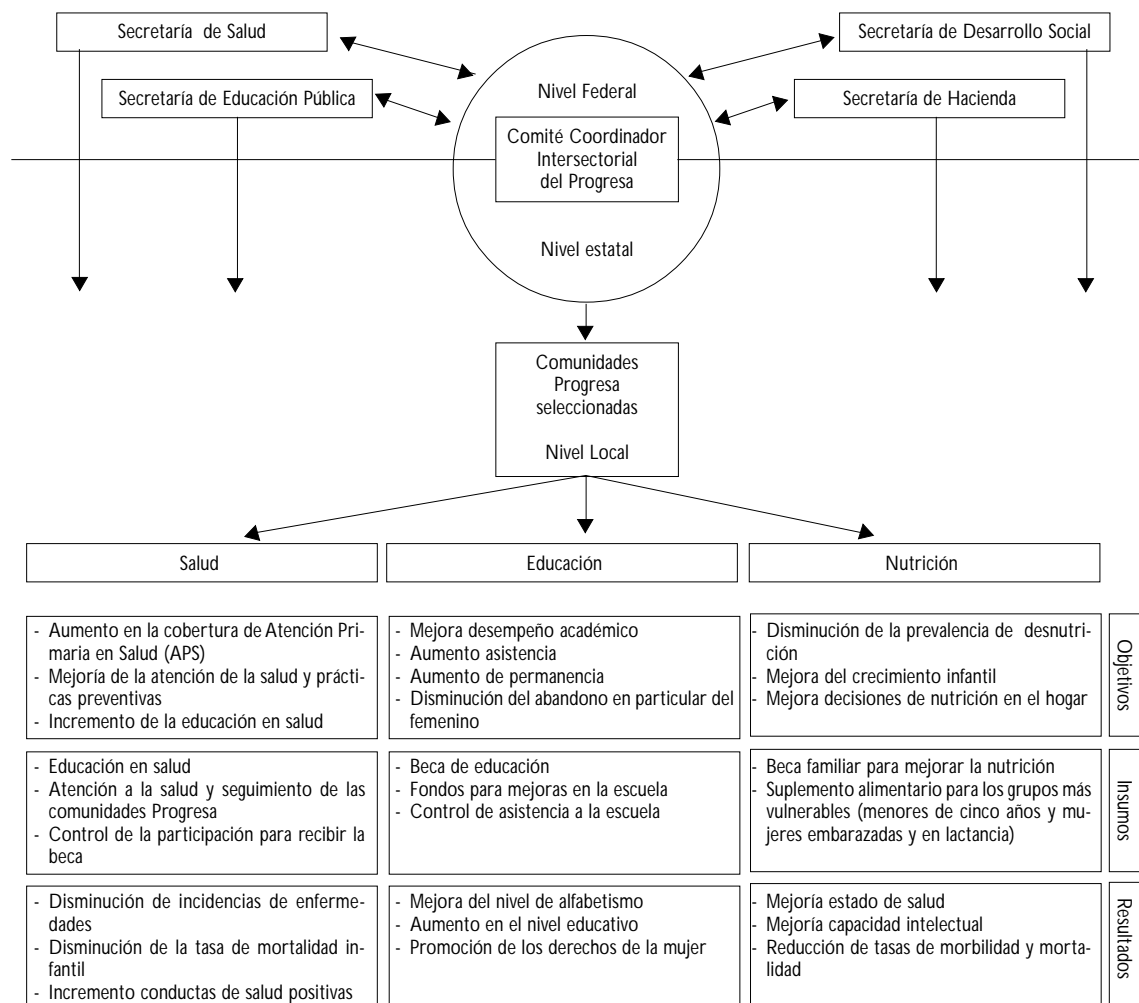 Secretaría de Salud
Secretaría de Desarrollo Social
Secretaría de Educación Pública
Nivel Federal
Secretaría de Hacienda
Comité Coordinador
Intersectorial
del Progresa
Nivel estatal
Comunidades
Progresa
seleccionadas
Nivel Local
Salud
Educación
Nutrición
- Aumento en la cobertura de Atención Pri-
maria en Salud (APS)
- Mejoría de la atención de la salud y prácti-
cas preventivas
- Incremento de la educación en salud
- Mejora desempeño académico
- Aumento asistencia
- Aumento de permanencia
- Disminución del abandono en particular del
femenino
- Disminución de la prevalencia de desnutri-
ción
- Mejora del crecimiento infantil
- Mejora decisiones de nutrición en el hogar
Objetivos
- Educación en salud
- Atención a la salud y seguimiento de las
comunidades Progresa
- Control de la participación para recibir la
beca
- Beca de educación
- Fondos para mejoras en la escuela
- Control de asistencia a la escuela
- Beca familiar para mejorar la nutrición
- Suplemento alimentario para los grupos más
vulnerables (menores de cinco años y mu-
jeres embarazadas y en lactancia)
Insumos
- Disminución de incidencias de enferme-
dades
- Disminución de la tasa de mortalidad in-
fantil
- Incremento conductas de salud positivas
- Mejora del nivel de alfabetismo
- Aumento en el nivel educativo
- Promoción de los derechos de la mujer
- Mejoría estado de salud
- Mejoría capacidad intelectual
- Reducción de tasas de morbilidad y morta-
lidad
Resultados